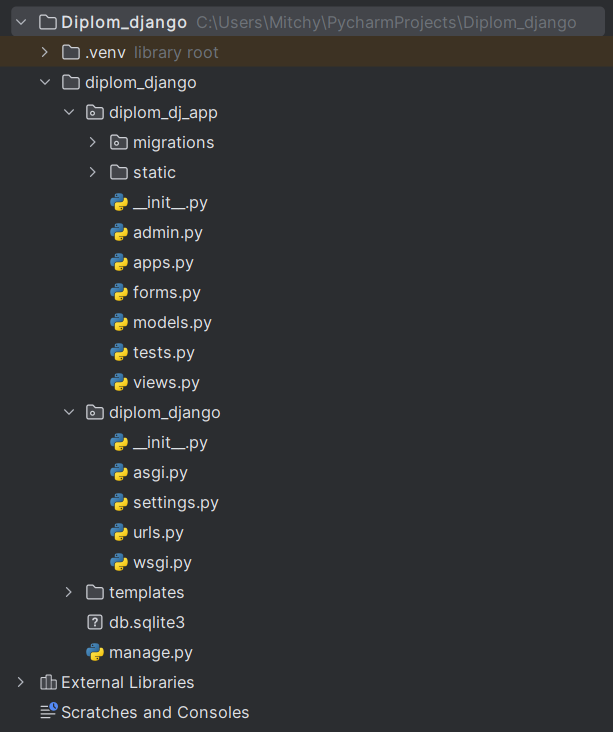 Diplom_django C:\Users\Mitchy\PycharmProjects\Diplom_django
.venv library root
diplom_django
diplom_dj_app
migrations
static
__init__.py
admin.py
apps.py
forms.py
models.py
tests.py
views.py
diplom_django
__init__.py
asgi.py
settings.py
urls.py
wsgi.py
templates
db.sqlite3
manage.py
External Libraries
Scratches and Consoles